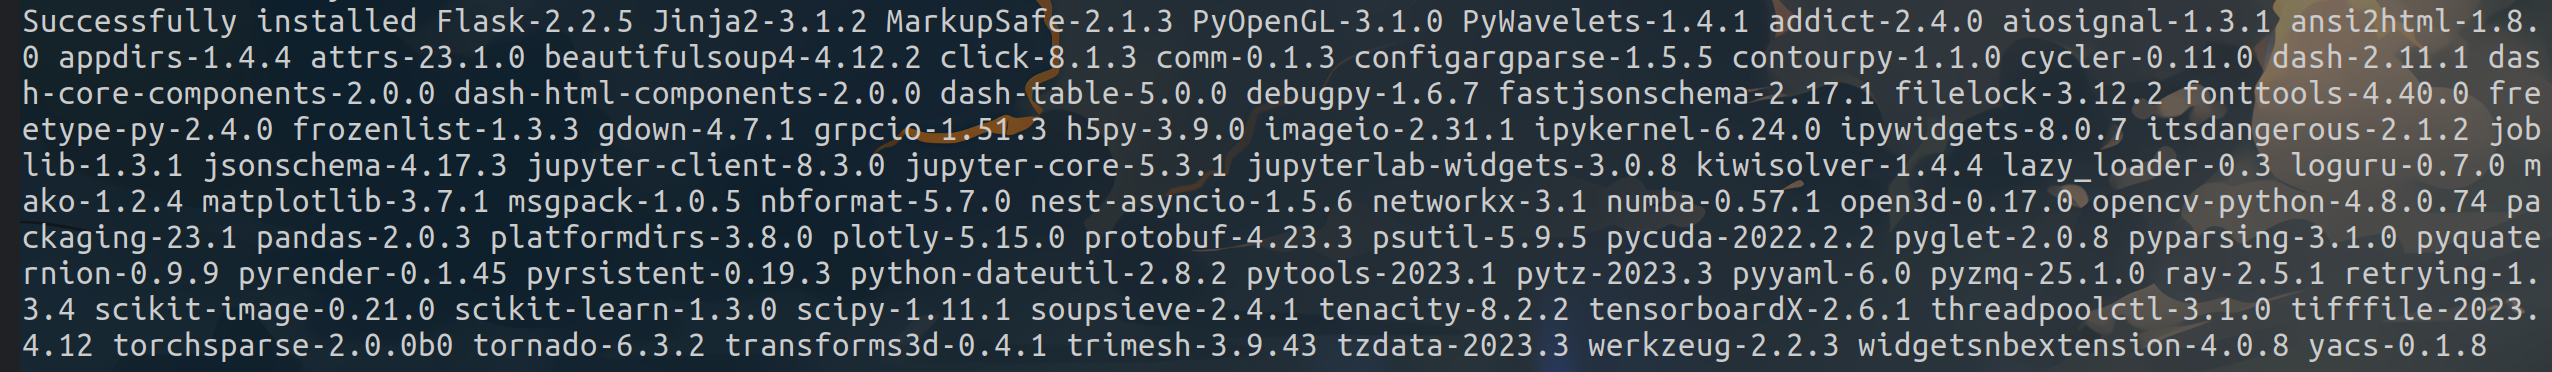 Successfully installed Flask-2.2.5 Jinja2-3.1.2 MarkupSafe-2.1.3 PyOpenGL-3.1.0 PyWavelets-1.4.1 addict-2.4.0 aiosignal-1.3.1 ansi2html-1.8.
0 appdirs-1.4.4 attrs-23.1.0 beautifulsoup4-4.12.2 click-8.1.3 comm-0.1.3 configargparse-1.5.5 contourpy-1.1.0 cycler-0.11.0 dash-2.11.1 das
h-core-components-2.0.0 dash-html-components-2.0.0 dash-table-5.0.0 debugpy-1.6.7 fastjsonschema-2.17.1 filelock-3.12.2 fonttools-4.40.0 fre
etype-py-2.4.0 frozenlist-1.3.3 gdown-4.7.1 grpcio-1.51.3 h5py-3.9.0 imageio-2.31.1 ipykernel-6.24.0 ipywidgets-8.0.7 itsdangerous-2.1.2 job
lib-1.3.1 jsonschema-4.17.3 jupyter-client-8.3.0 jupyter-core-5.3.1 jupyterlab-widgets-3.0.8 kiwisolver-1.4.4 lazy_loader-0.3 loguru-0.7.0 m
ako-1.2.4 matplotlib-3.7.1 msgpack-1.0.5 nbformat-5.7.0 nest-asyncio-1.5.6 networkx-3.1 numba-0.57.1 open3d-0.17.0 opencv-python-4.8.0.74 pa
ckaging-23.1 pandas-2.0.3 platformdirs-3.8.0 plotly-5.15.0 protobuf-4.23.3 psutil-5.9.5 pycuda-2022.2.2 pyglet-2.0.8 pyparsing-3.1.0 pyquate
rnion-0.9.9 pyrender-0.1.45 pyrsistent-0.19.3 python-dateutil-2.8.2 pytools-2023.1 pytz-2023.3 pyyaml-6.0 pyzmq-25.1.0 ray-2.5.1 retrying-1.
3.4 scikit-image-0.21.0 scikit-learn-1.3.0 scipy-1.11.1 soupsieve-2.4.1 tenacity-8.2.2 tensorboardX-2.6.1 threadpoolctl-3.1.0 tifffile-2023.
4.12 torchsparse-2.0.0b0 tornado-6.3.2 transforms3d-0.4.1 trimesh-3.9.43 tzdata-2023.3 werkzeug-2.2.3 widgetsnbextension-4.0.8 yacs-0.1.8